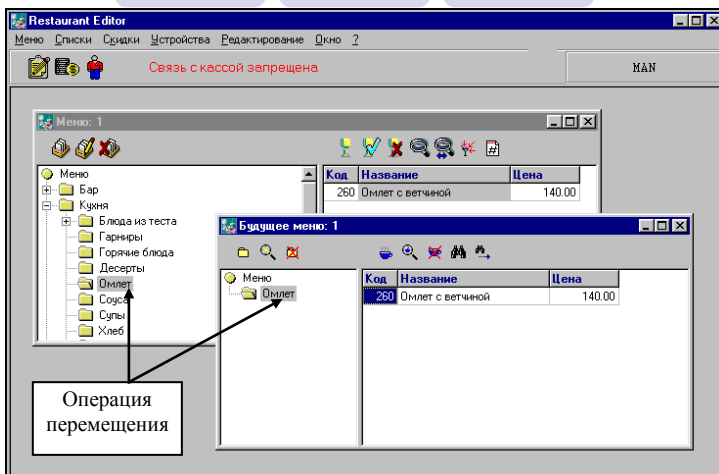 Restaurant Editor
Меню Списки Скидки Устройства Редактирование Окно ?
Связь с кассой запрещена
MAN
Меню: 1
Меню
Бар
Кухня
Блюда из теста
Гарниры
Горячие блюда
Десерты
Омлет
Соуса
Супы
Хлеб
Код Название Цена
260 Омлет с ветчиной 140.00
Будущее меню: 1
Меню
Омлет
Код Название Цена
260 Омлет с ветчиной 140.00
Операция
перемещения